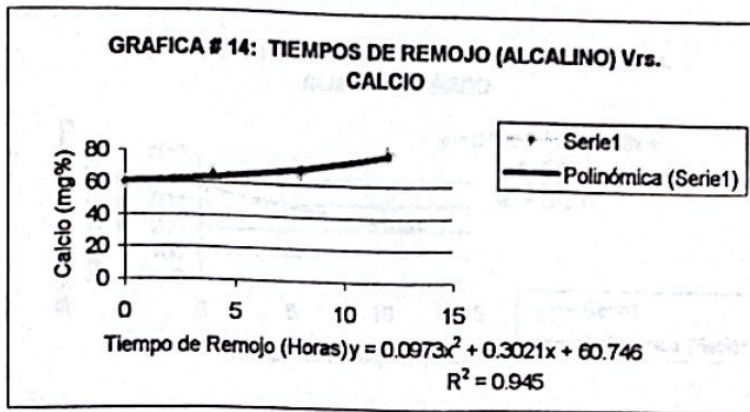 GRAFICA # 14: TIEMPOS DE REMOJO (ALCALINO) Vrs.
CALCIO
Calcio (mg%)
80
60
40
20
0
0 5 10 15
Tiempo de Remojo (Horas) y = 0.0973x² + 0.3021x + 60.746
R² = 0.945
Serie1
Polinómica (Serie1)